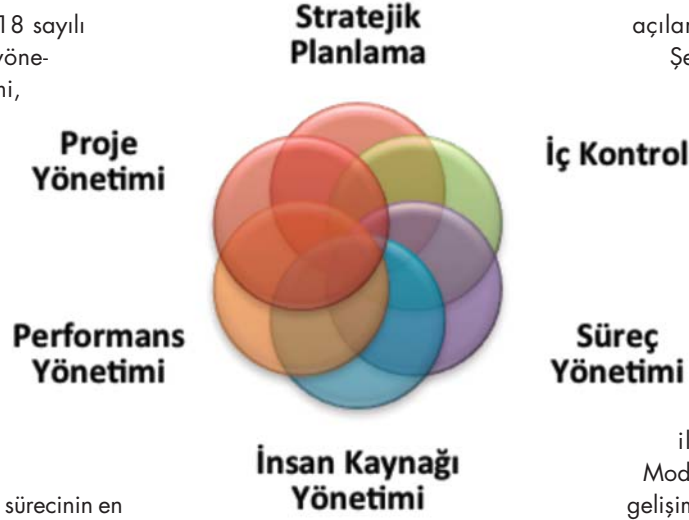 18 sayılı
yöne-
mi,
Stratejik
Planlama
açılar
Şe
Proje
Yönetimi
İç Kontrol
Performans
Yönetimi
Süreç
Yönetimi
İnsan Kaynağı
Yönetimi
sürecinin en
il
Mod
gelişim